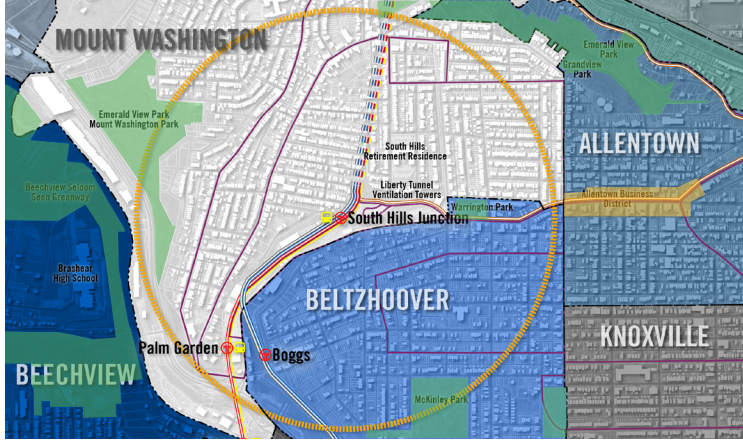 MOUNT WASHINGTON
Emerald View
Park
Grandview
Park
Emerald View Park
Mount Washington Park
ALLENTOWN
South Hills
Retirement Residence
Beechview Seldom
Seen Greenway
Liberty Tunnel
Ventilation Towers
Allentown Business
District
Warrington Park
South Hills Junction
Brashear
High School
BELTZHOOVER
KNOXVILLE
Palm Garden
Boggs
BEECHVIEW
McKinley Park